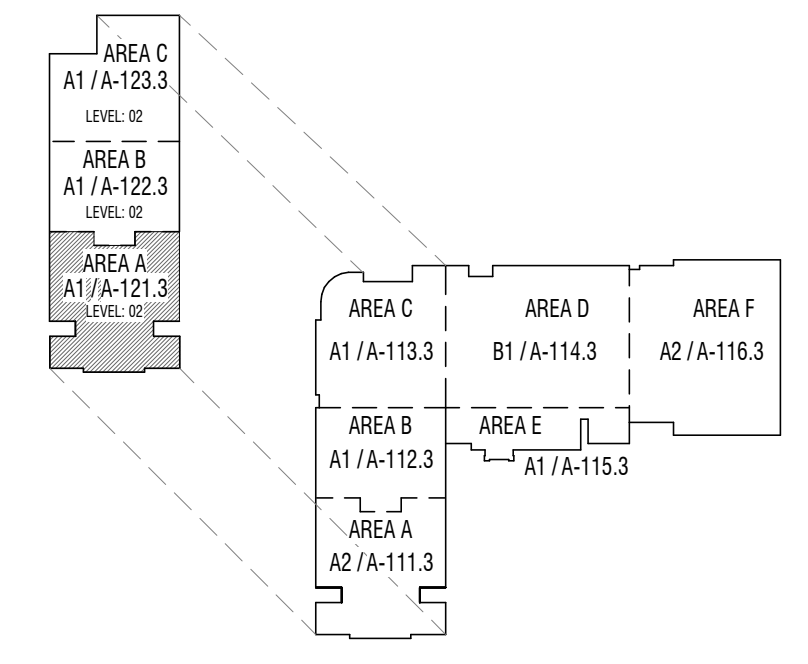 AREA C
A1 / A-123.3
LEVEL: 02
AREA B
A1 / A-122.3
LEVEL: 02
AREA A
A1 / A-121.3
LEVEL: 02
AREA C
A1 / A-113.3
AREA D
B1 / A-114.3
AREA F
A2 / A-116.3
AREA B
A1 / A-112.3
AREA E
A1 / A-115.3
AREA A
A2 / A-111.3